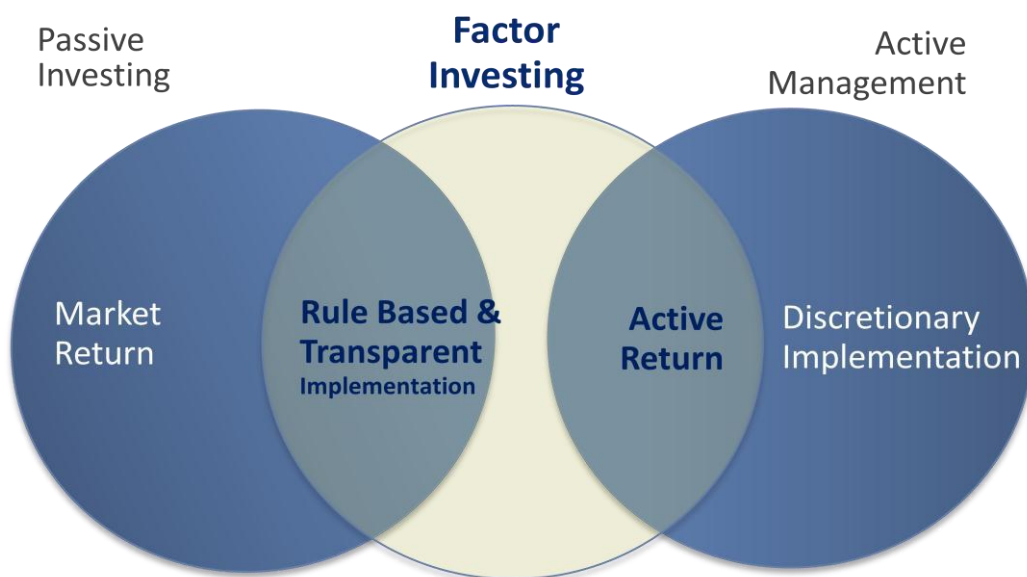 Passive
Investing
Factor
Investing
Active
Management
Market
Return
Rule Based &
Transparent
Implementation
Active
Return
Discretionary
Implementation